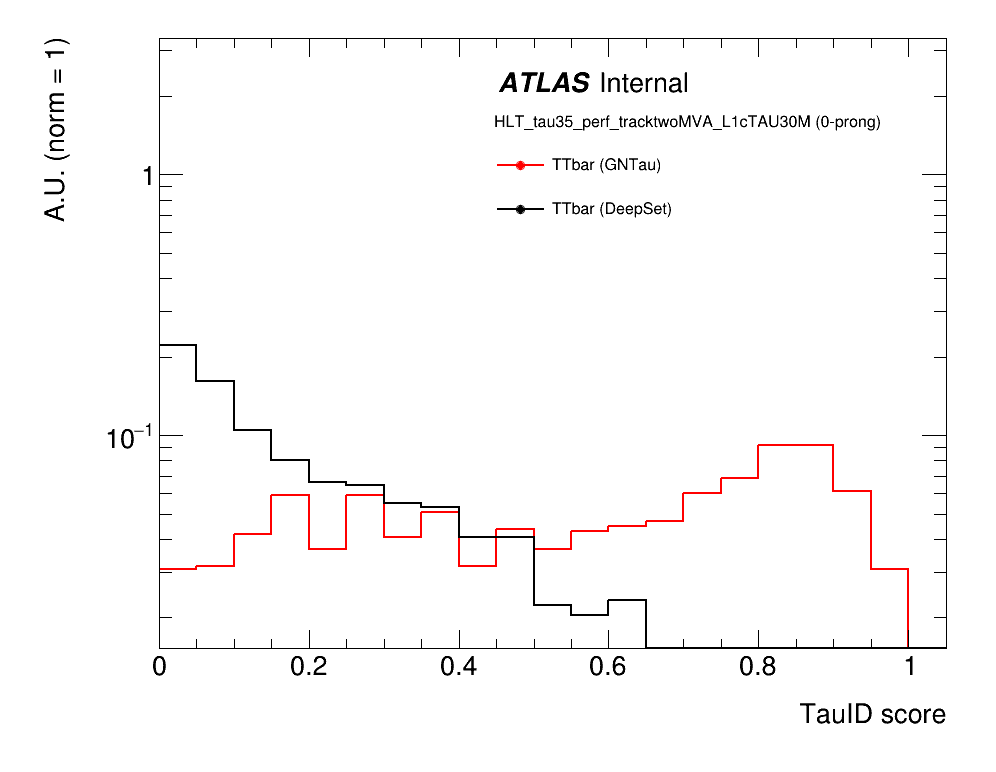 A.U. (norm = 1)
ATLAS Internal
HLT_tau35_perf_tracktwoMVA_L1cTAU30M (0-prong)
TTbar (GNTau)
TTbar (DeepSet)
1
10⁻¹
0 0.2 0.4 0.6 0.8 1
TauID score